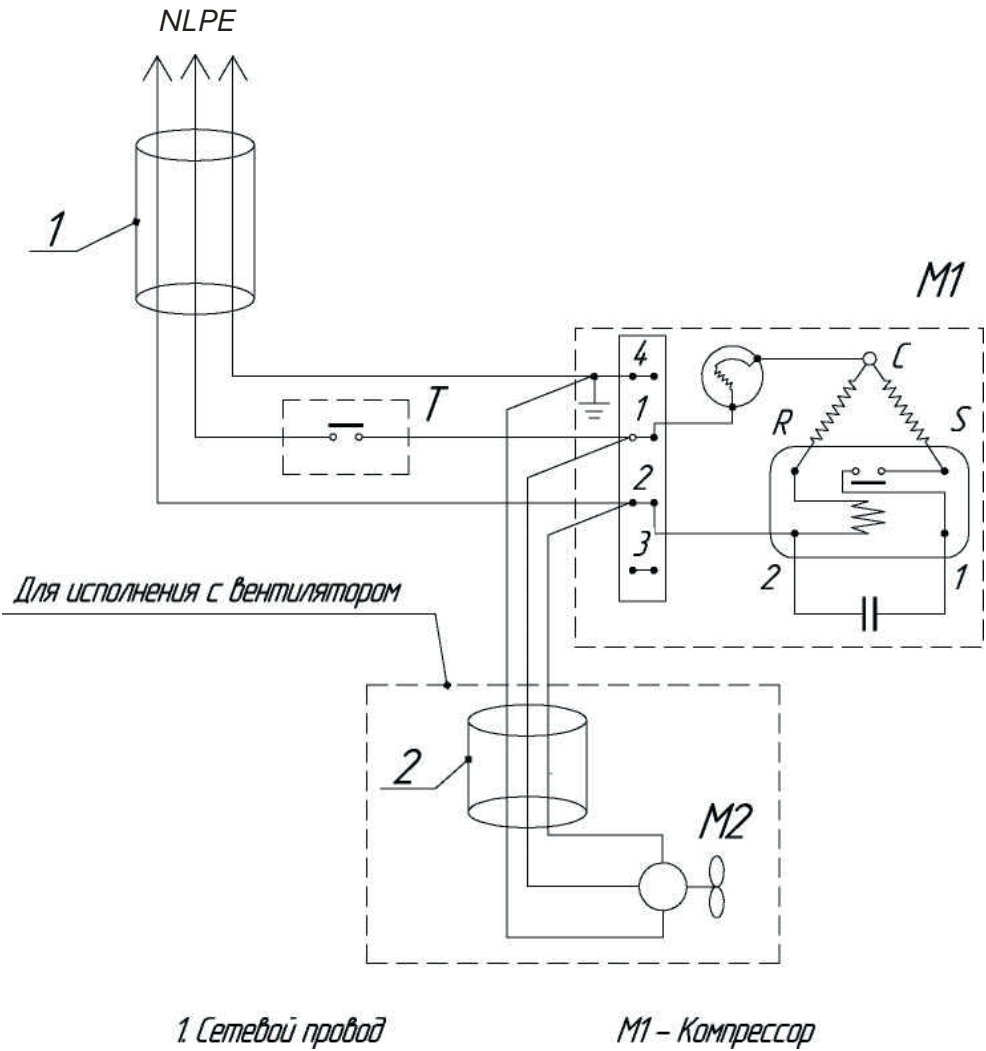 NLPE
1
M1
4
C
T
1
R
S
2
3
2
1
Для исполнения с вентилятором
2
M2
1. Сетевой провод
M1 – Компрессор